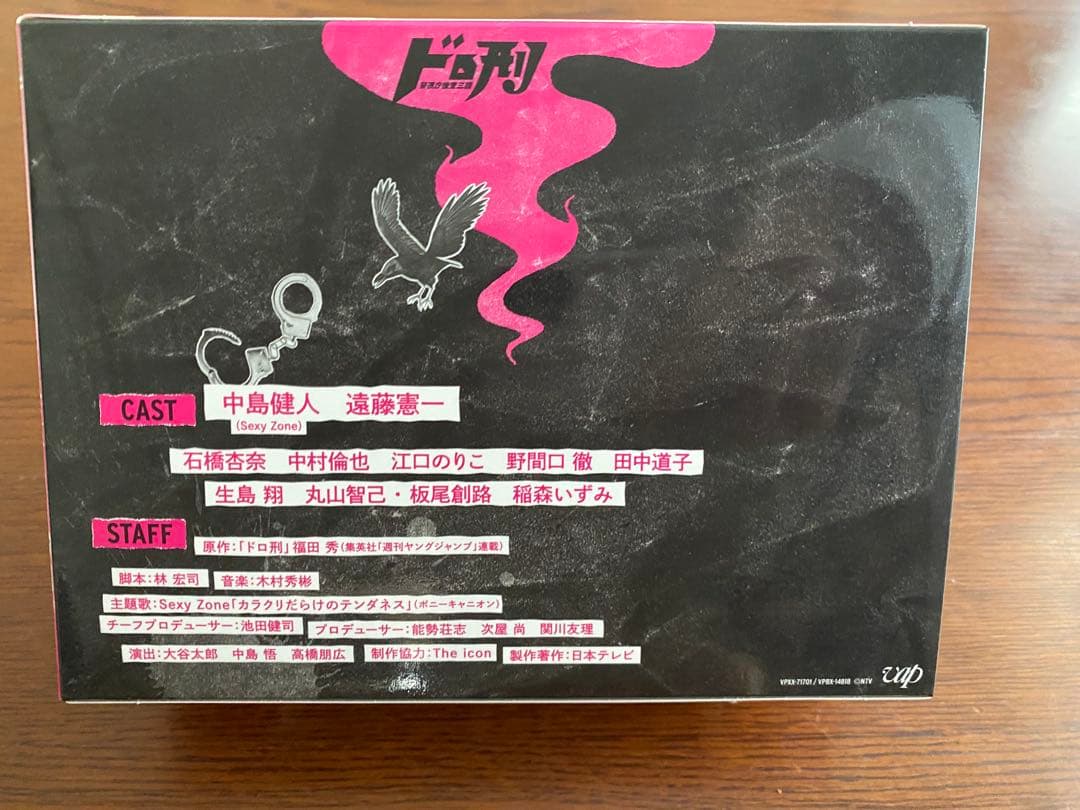 ドロ刑
警視庁捜査三課
CAST
中島健人 遠藤憲一
(Sexy Zone)
石橋杏奈 中村倫也 江口のりこ 野間口 徹 田中道子
生島 翔 丸山智己・板尾創路 稲森いずみ
STAFF
原作:「ドロ刑」福田 秀(集英社「週刊ヤングジャンプ」連載)
脚本:林 宏司 音楽:木村秀彬
主題歌:Sexy Zone「カラクリだらけのテンダネス」(ポニーキャニオン)
チーフプロデューサー:池田健司 プロデューサー:能勢荘志 次屋 尚 関川友理
演出:大谷太郎 中島 悟 高橋朋広 制作協力:The icon 製作著作:日本テレビ
VPXX-71701 / VPBX-14818 ©NTV vap